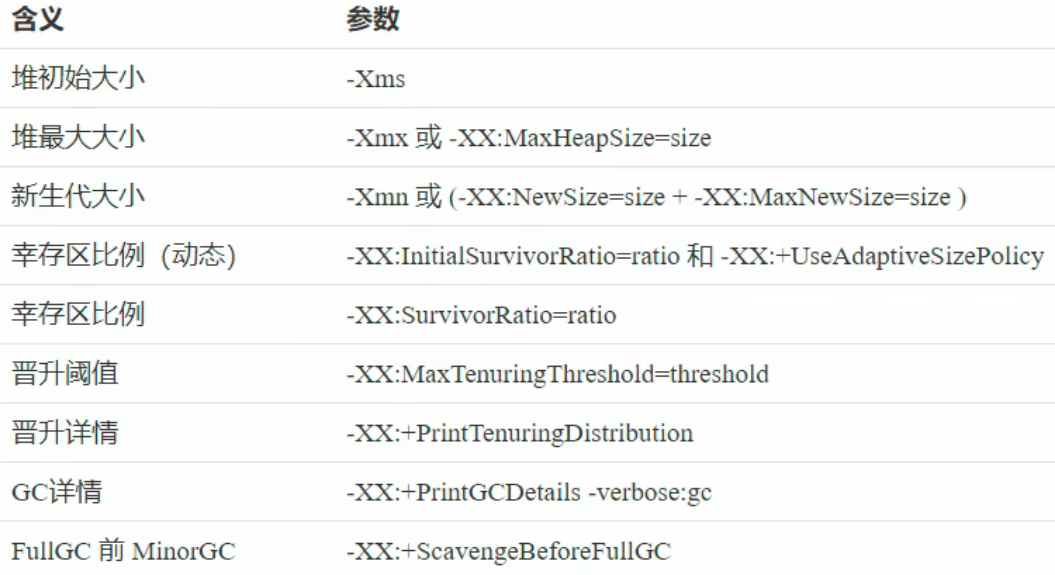 含义 参数
堆初始大小 -Xms
堆最大大小 -Xmx 或 -XX:MaxHeapSize=size
新生代大小 -Xmn 或 (-XX:NewSize=size + -XX:MaxNewSize=size )
幸存区比例（动态） -XX:InitialSurvivorRatio=ratio 和 -XX:+UseAdaptiveSizePolicy
幸存区比例 -XX:SurvivorRatio=ratio
晋升阈值 -XX:MaxTenuringThreshold=threshold
晋升详情 -XX:+PrintTenuringDistribution
GC详情 -XX:+PrintGCDetails -verbose:gc
FullGC 前 MinorGC -XX:+ScavengeBeforeFullGC